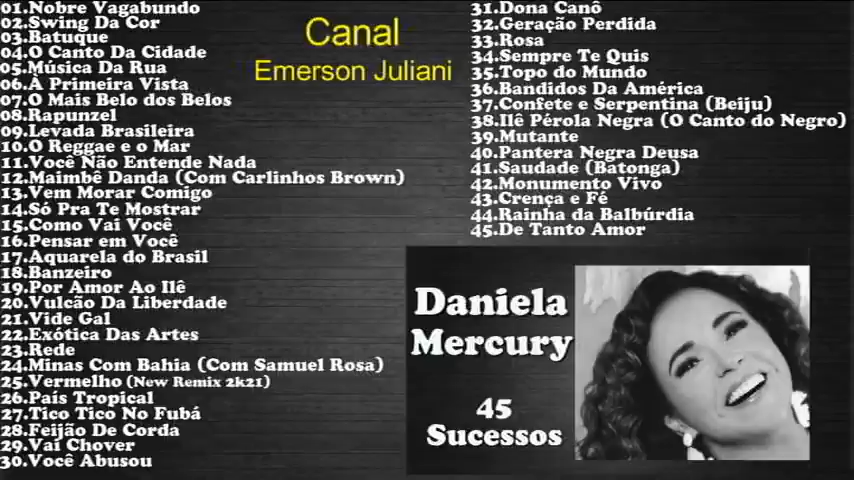 01.Nobre Vagabundo
02.Swing Da Cor
03.Batuque
04.O Canto Da Cidade
05.Música Da Rua
06.À Primeira Vista
07.O Mais Belo dos Belos
08.Rapunzel
09.Levada Brasileira
10.O Reggae e o Mar
11.Você Não Entende Nada
12.Maimbê Danda (Com Carlinhos Brown)
13.Vem Morar Comigo
14.Só Pra Te Mostrar
15.Como Vai Você
16.Pensar em Você
17.Aquarela do Brasil
18.Banzeiro
19.Por Amor Ao Ilê
20.Vulcão Da Liberdade
21.Vide Gal
22.Exótica Das Artes
23.Rede
24.Minas Com Bahia (Com Samuel Rosa)
25.Vermelho (New Remix 2k21)
26.País Tropical
27.Tico Tico No Fubá
28.Feijão De Corda
29.Vai Chover
30.Você Abusou
Canal
Emerson Juliani
31.Dona Canô
32.Geração Perdida
33.Rosa
34.Sempre Te Quis
35.Topo do Mundo
36.Bandidos Da América
37.Confete e Serpentina (Beiju)
38.Ilê Pérola Negra (O Canto do Negro)
39.Mutante
40.Pantera Negra Deusa
41.Saudade (Batonga)
42.Monumento Vivo
43.Crença e Fé
44.Rainha da Balbúrdia
45.De Tanto Amor
Daniela
Mercury
45
Sucessos